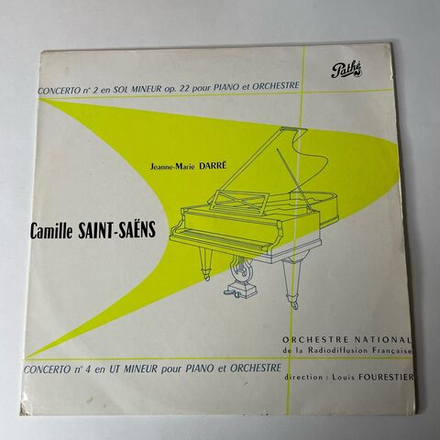 Pathé
CONCERTO n° 2 en SOL MINEUR op. 22 pour PIANO et ORCHESTRE
Jeanne-Marie DARRÉ
Camille SAINT-SAËNS
ORCHESTRE NATIONAL
de la Radiodiffusion Française
CONCERTO n° 4 en UT MINEUR pour PIANO et ORCHESTRE
direction : Louis FOURESTIER